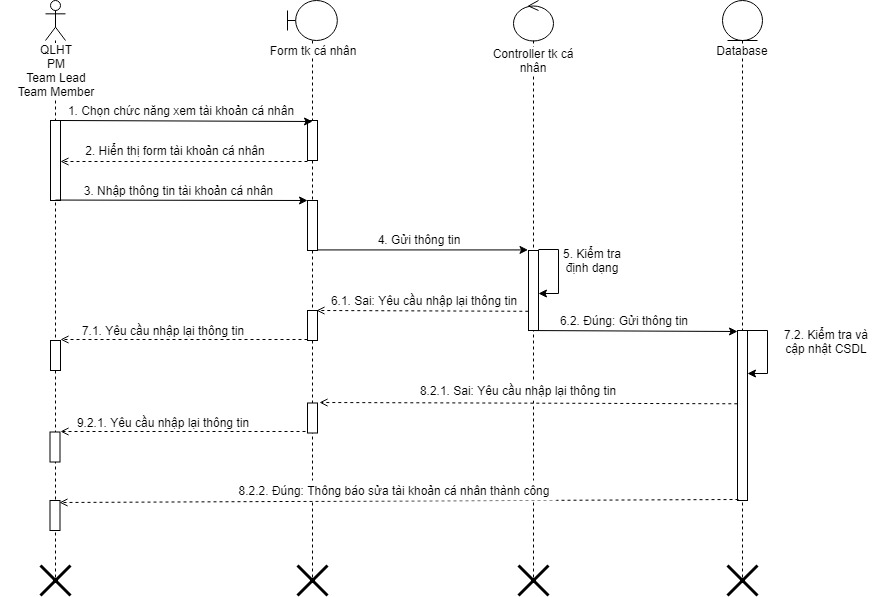 QLHT
PM
Team Lead
Team Member
Form tk cá nhân
Controller tk cá
nhân
Database
1. Chọn chức năng xem tài khoản cá nhân
2. Hiển thị form tài khoản cá nhân
3. Nhập thông tin tài khoản cá nhân
4. Gửi thông tin
5. Kiểm tra
định dạng
6.1. Sai: Yêu cầu nhập lại thông tin
6.2. Đúng: Gửi thông tin
7.1. Yêu cầu nhập lại thông tin
7.2. Kiểm tra và
cập nhật CSDL
8.2.1. Sai: Yêu cầu nhập lại thông tin
9.2.1. Yêu cầu nhập lại thông tin
8.2.2. Đúng: Thông báo sửa tài khoản cá nhân thành công